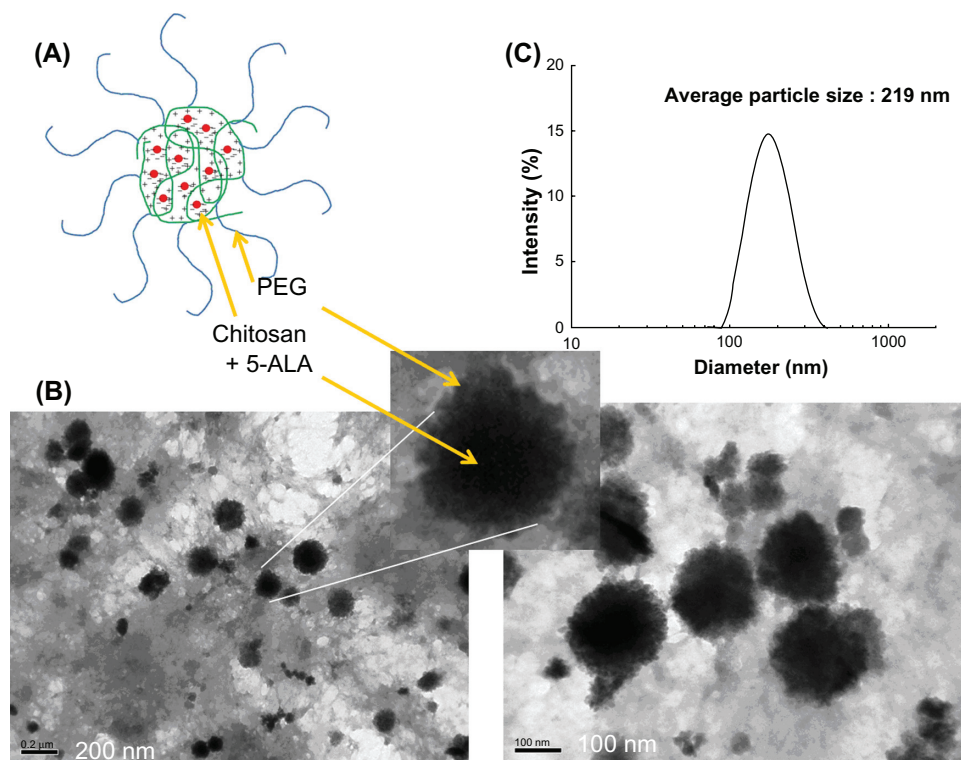 (A)
PEG
Chitosan
+ 5-ALA
(C)
20
15
10
5
0
Intensity (%)
Average particle size : 219 nm
10
100
1000
Diameter (nm)
(B)
0.2 µm
200 nm
100 nm
100 nm